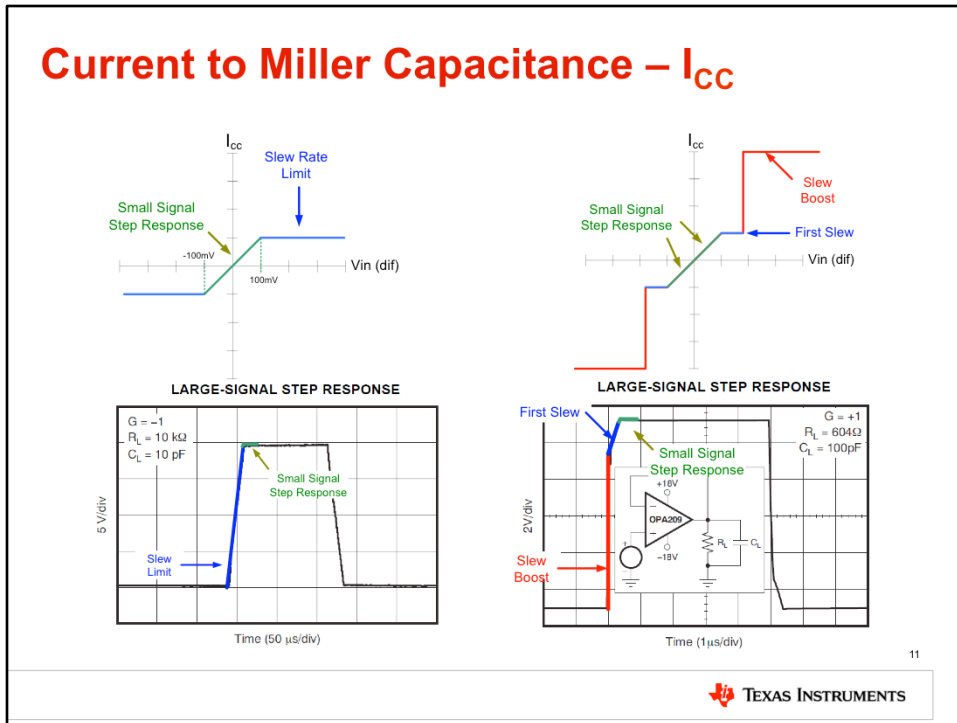 Current to Miller Capacitance – ICC
Icc
Slew Rate
Limit
Small Signal
Step Response
-100mV
100mV
Vin (dif)
Icc
Slew
Boost
Small Signal
Step Response
First Slew
Vin (dif)
LARGE-SIGNAL STEP RESPONSE
G = −1
RL = 10 kΩ
CL = 10 pF
Small Signal
Step Response
Slew
Limit
5 V/div
Time (50 µs/div)
LARGE-SIGNAL STEP RESPONSE
First Slew
G = +1
RL = 604Ω
CL = 100pF
Small Signal
Step Response
+18V
−
OPA209
+
−18V
+
RL
CL
2V/div
Slew
Boost
Time (1µs/div)
11
TEXAS INSTRUMENTS